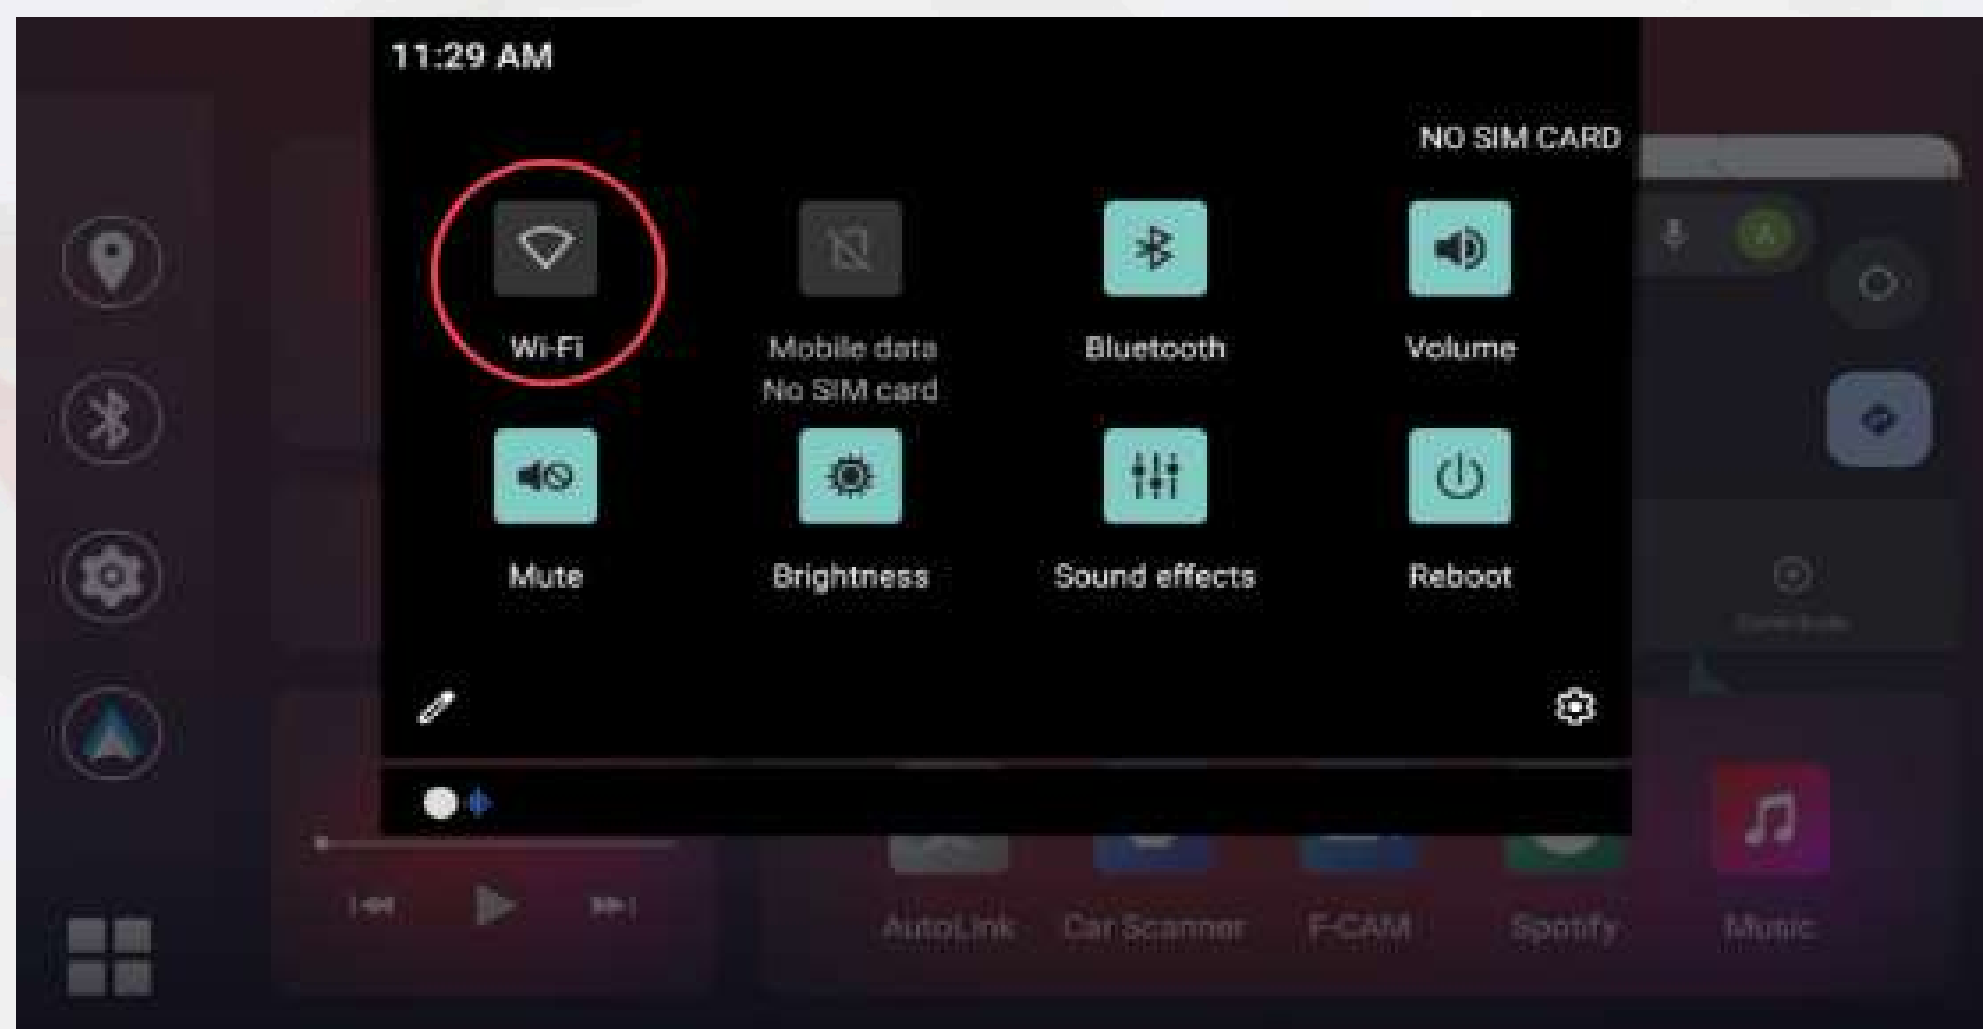 11:29 AM
NO SIM CARD
Wi-Fi
Mobile data
No SIM card
Bluetooth
Volume
Mute
Brightness
Sound effects
Reboot
AutoLink
Car Scanner
F-CAM
Spotify
Music